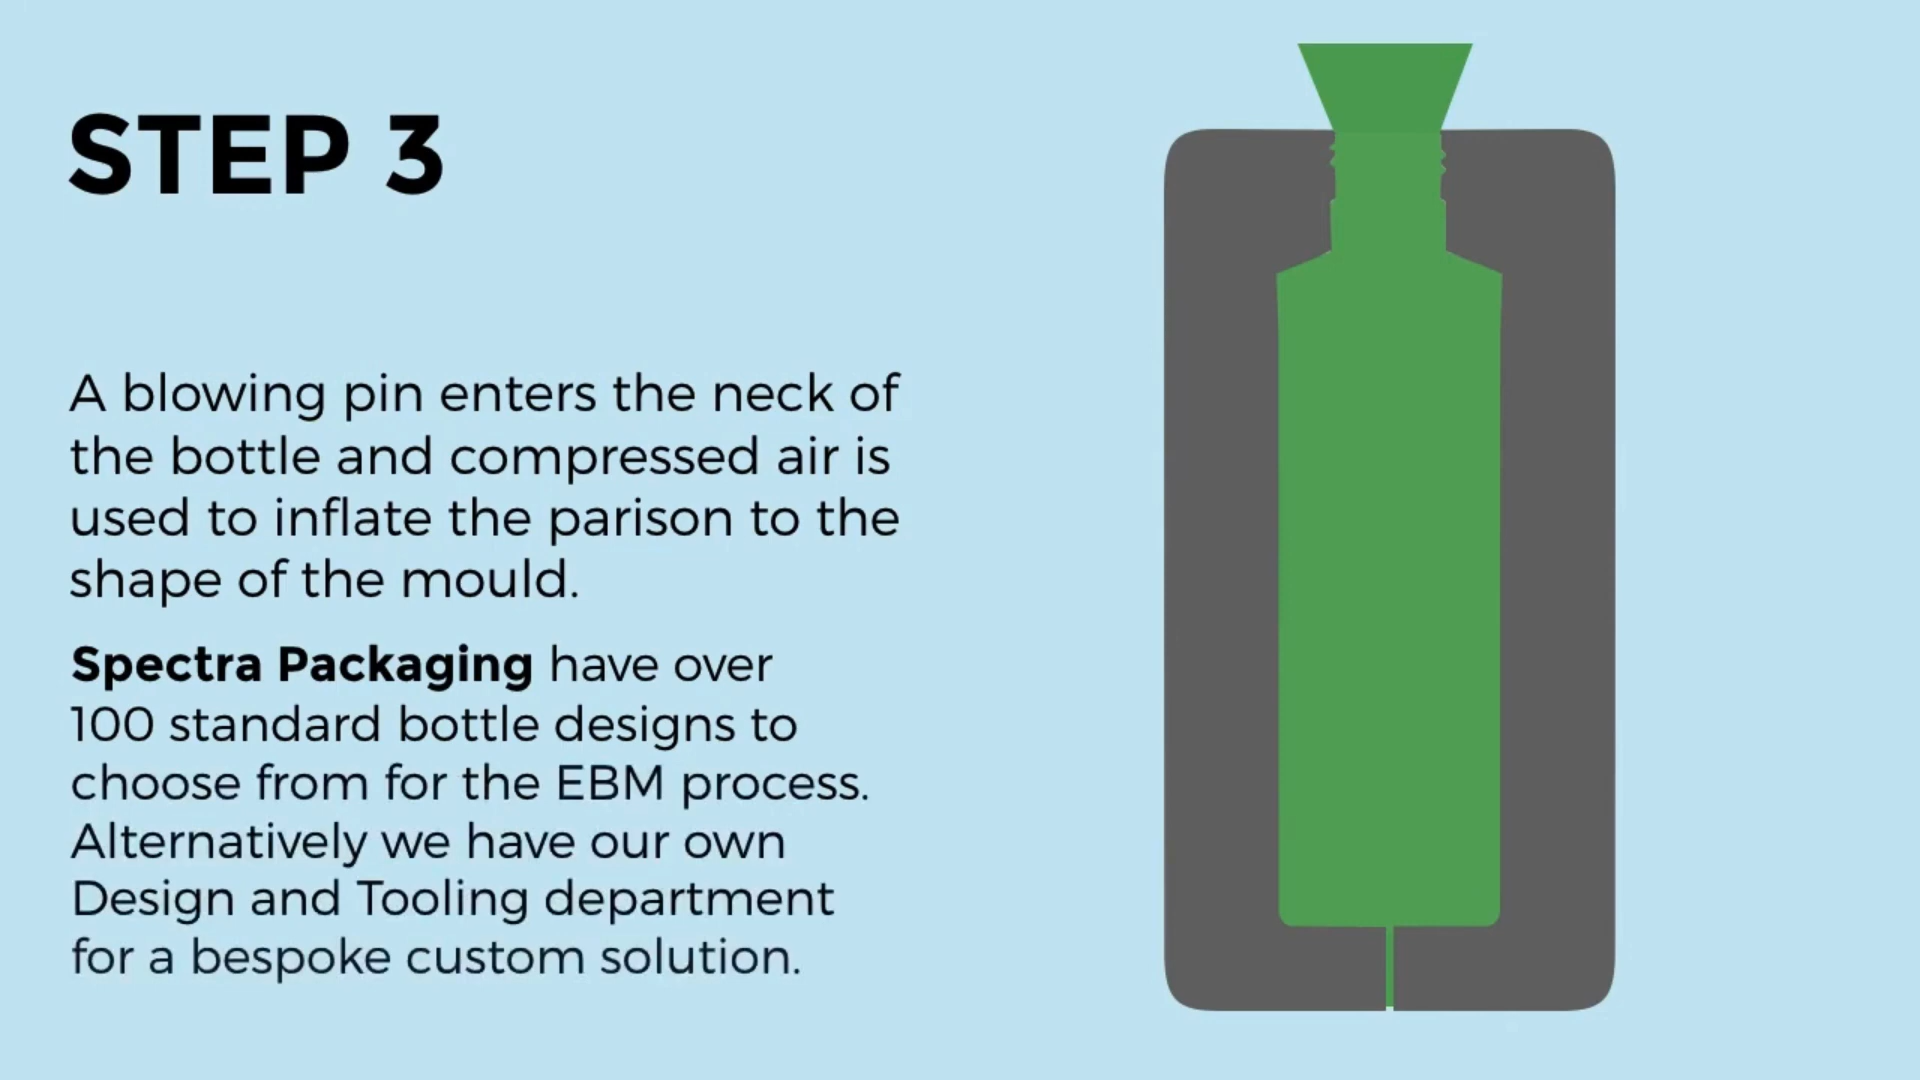 STEP 3
A blowing pin enters the neck of
the bottle and compressed air is
used to inflate the parison to the
shape of the mould.
Spectra Packaging have over
100 standard bottle designs to
choose from for the EBM process.
Alternatively we have our own
Design and Tooling department
for a bespoke custom solution.